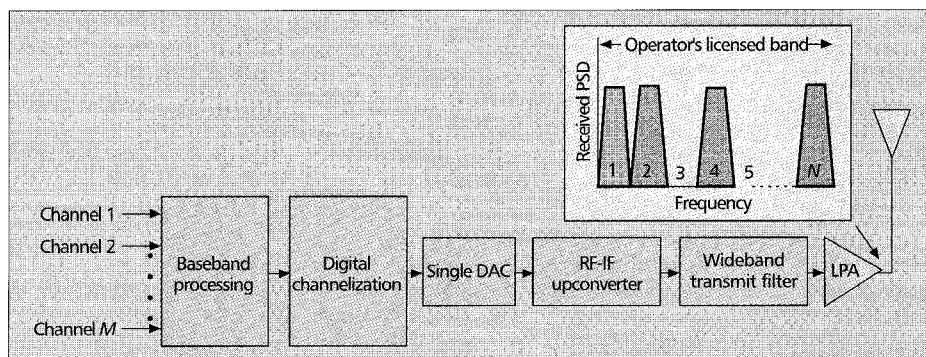 Operator's licensed band
Received PSD
1
2
3
4
5
N
Frequency
Channel 1
Channel 2
Channel M
Baseband
processing
Digital
channelization
Single DAC
RF-IF
upconverter
Wideband
transmit filter
LPA